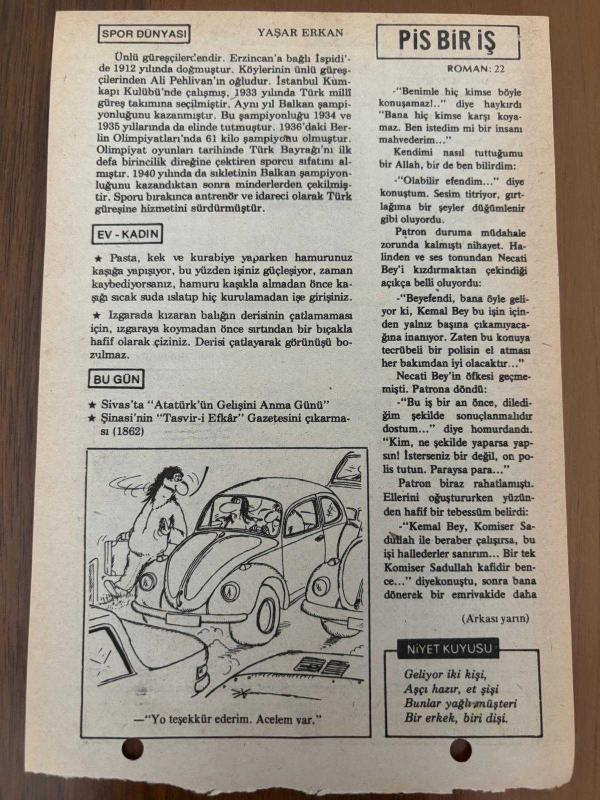 SPOR DÜNYASI
YAŞAR ERKAN
Ünlü güreşçilerdendir. Erzincan'a bağlı Ispidi'-
de 1912 yılında doğmuştur. Köylerinin ünlü güreş-
çilerinden Ali Pehlivan'ın oğludur. İstanbul Kum-
kapı Kulübü'nde çalışmış, 1933 yılında Türk millî
güreş takımına seçilmiştir. Aynı yıl Balkan şampi-
yonluğunu kazanmıştır. Bu şampiyonluğu 1934 ve
1935 yıllarında da elinde tutmuştur. 1936'daki Ber-
lin Olimpiyatları'nda 61 kilo şampiyonu olmuştur.
Olimpiyat oyunları tarihinde Türk Bayrağı'nı ilk
defa birincilik direğine çektiren sporcu sıfatını al-
mıştır. 1940 yılında da sıkletinin Balkan şampiyon-
luğunu kazandıktan sonra minderlerden çekilmiş-
tir. Sporu bırakınca antrenör ve idareci olarak Türk
güreşine hizmetini sürdürmüştür.
EV - KADIN
★ Pasta, kek ve kurabiye yaparken hamurunuz
kaşığa yapışıyor, bu yüzden işiniz güçleşiyor, zaman
kaybediyorsanız, hamuru kaşıkla almadan önce ka-
şığı sıcak suda ıslatıp hiç kurulamadan işe girişiniz.
★ Izgarada kızaran balığın derisinin çatlamaması
için, ızgaraya koymadan önce sırtından bir bıçakla
hafif olarak çiziniz. Derisi çatlayarak görünüşü bo-
zulmaz.
BU GÜN
★ Sivas'ta "Atatürk'ün Gelişini Anma Günü"
★ Şinasi'nin "Tasvir-i Efkâr" Gazetesini çıkarma-
sı (1862)
—"Yo teşekkür ederim. Acelem var."
PiS BiR iŞ
ROMAN: 22
-"Benimle hiç kimse böyle
konuşamaz!.." diye haykırdı
"Bana hiç kimse karşı koya-
maz. Ben istedim mi bir insanı
mahvederim..."
Kendimi nasıl tuttuğumu
bir Allah, bir de ben bilirdim:
-"Olabilir efendim..." diye
konuştum. Sesim titriyor, gırt-
lağıma bir şeyler düğümlenir
gibi oluyordu.
Patron duruma müdahale
zorunda kalmıştı nihayet. Ha-
linden ve ses tonundan Necati
Bey'i kızdırmaktan çekindiği
açıkça belli oluyordu:
-"Beyefendi, bana öyle geli-
yor ki, Kemal Bey bu işin için-
den yalnız başına çıkamıyaca-
ğına inanıyor. Zaten bu konuya
tecrübeli bir polisin el atması
her bakımdan iyi olacaktır..."
Necati Bey'in öfkesi geçme-
mişti. Patrona döndü:
-"Bu iş bir an önce, diledi-
ğim şekilde sonuçlanmalıdır
dostum..." diye homurdandı.
"Kim, ne şekilde yaparsa yap-
sın! İsterseniz bir değil, on po-
lis tutun. Paraysa para..."
Patron biraz rahatlamıştı.
Ellerini oğuştururken yüzün-
den hafif bir tebessüm belirdi:
-"Kemal Bey, Komiser Sa-
dullah ile beraber çalışırsa, bu
işi hallederler sanırım... Bir tek
Komiser Sadullah kafidir ben-
ce..." diyekonuştu, sonra bana
dönerek bir emrivakide daha
(Arkası yarın)
NiYET KUYUSU
Geliyor iki kişi,
Aşçı hazır, et şişi
Bunlar yağlı müşteri
Bir erkek, biri dişi.